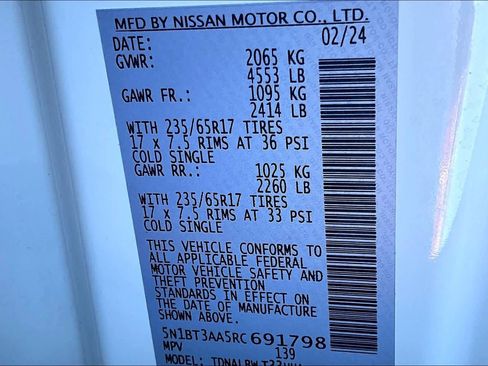 MFD BY NISSAN MOTOR CO., LTD.
DATE: 02/24
GVWR: 2065 KG
4553 LB
GAWR FR.: 1095 KG
2414 LB
WITH 235/65R17 TIRES
17 x 7.5 RIMS AT 36 PSI
COLD SINGLE
GAWR RR.: 1025 KG
2260 LB
WITH 235/65R17 TIRES
17 x 7.5 RIMS AT 33 PSI
COLD SINGLE
THIS VEHICLE CONFORMS TO
ALL APPLICABLE FEDERAL
MOTOR VEHICLE SAFETY AND
THEFT PREVENTION
STANDARDS IN EFFECT ON
THE DATE OF MANUFACTURE
SHOWN ABOVE.
5N1BT3AA5RC691798
MPV 139
MODEL: